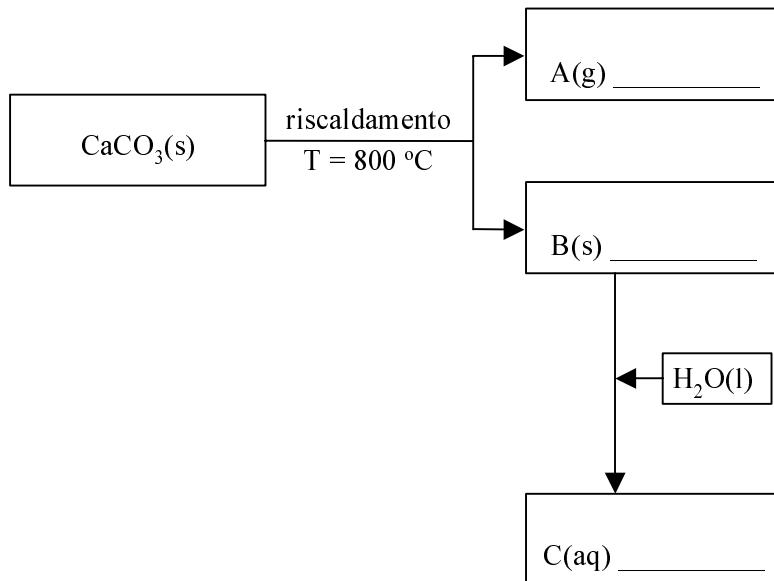 A(g) __________
CaCO₃(s)
riscaldamento
T = 800 ºC
B(s) __________
H₂O(l)
C(aq) __________